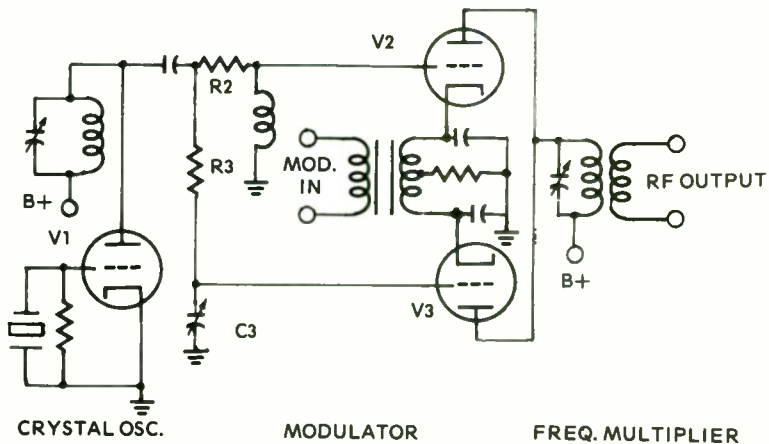 V2
R2
R3
MOD.
IN
RF OUTPUT
B+
V1
B+
V3
C3
CRYSTAL OSC.
MODULATOR
FREQ. MULTIPLIER